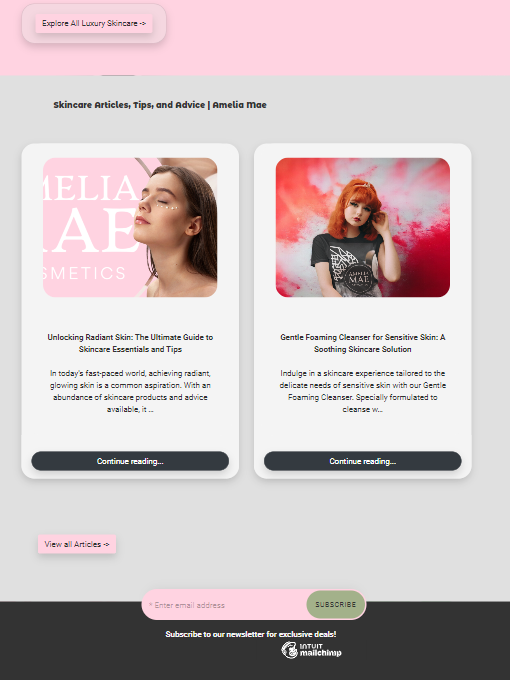 Explore All Luxury Skincare ->
Skincare Articles, Tips, and Advice | Amelia Mae
MELIA
AE
SMETICS
AMELIA
MAE
Unlocking Radiant Skin: The Ultimate Guide to
Skincare Essentials and Tips
In today's fast-paced world, achieving radiant,
glowing skin is a common aspiration. With an
abundance of skincare products and advice
available, it ...
Continue reading...
Gentle Foaming Cleanser for Sensitive Skin: A
Soothing Skincare Solution
Indulge in a skincare experience tailored to the
delicate needs of sensitive skin with our Gentle
Foaming Cleanser. Specially formulated to
cleanse w...
Continue reading...
View all Articles ->
* Enter email address
SUBSCRIBE
Subscribe to our newsletter for exclusive deals!
INTUIT
mailchimp